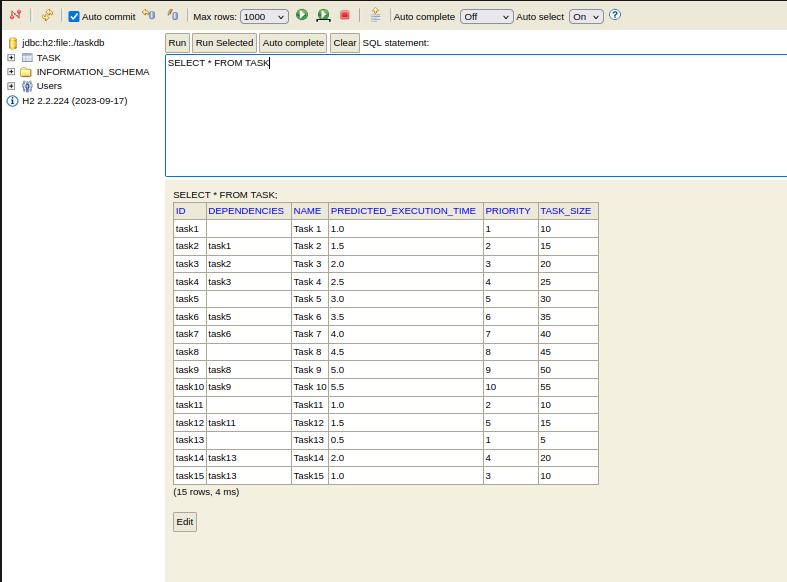 Auto commit Max rows: 1000 Auto complete Off Auto select On ?
jdbc:h2:file:./taskdb
TASK
INFORMATION_SCHEMA
Users
H2 2.2.224 (2023-09-17)
Run Run Selected Auto complete Clear SQL statement:
SELECT * FROM TASK
SELECT * FROM TASK;
ID DEPENDENCIES NAME PREDICTED_EXECUTION_TIME PRIORITY TASK_SIZE
task1 Task 1 1.0 1 10
task2 task1 Task 2 1.5 2 15
task3 task2 Task 3 2.0 3 20
task4 task3 Task 4 2.5 4 25
task5 Task 5 3.0 5 30
task6 task5 Task 6 3.5 6 35
task7 task6 Task 7 4.0 7 40
task8 Task 8 4.5 8 45
task9 task8 Task 9 5.0 9 50
task10 task9 Task 10 5.5 10 55
task11 Task11 1.0 2 10
task12 task11 Task12 1.5 5 15
task13 Task13 0.5 1 5
task14 task13 Task14 2.0 4 20
task15 task13 Task15 1.0 3 10
(15 rows, 4 ms)
Edit